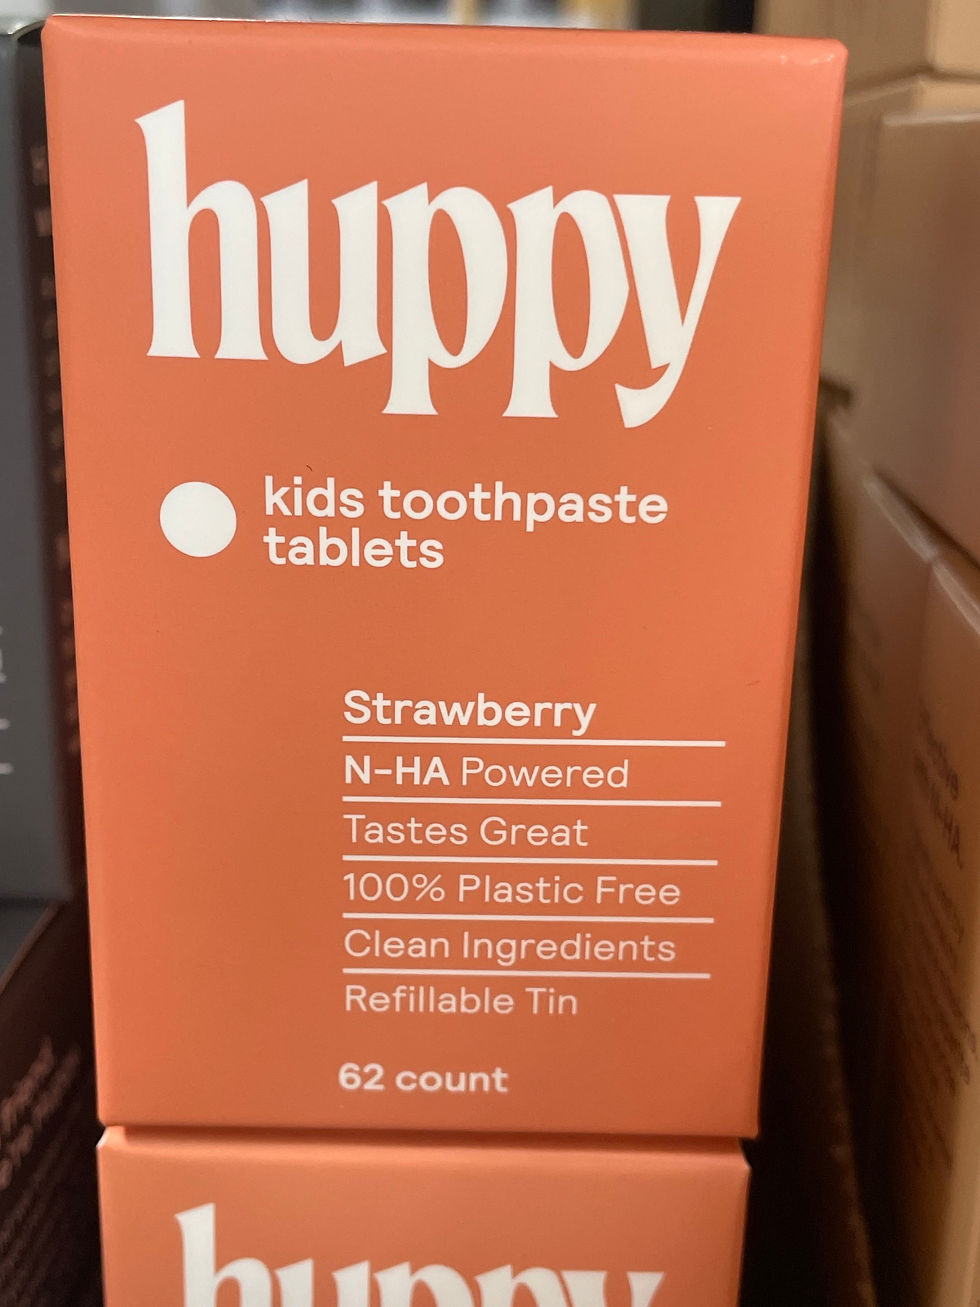 huppy
kids toothpaste
tablets
Strawberry
N-HA Powered
Tastes Great
100% Plastic Free
Clean Ingredients
Refillable Tin
62 count
huppy